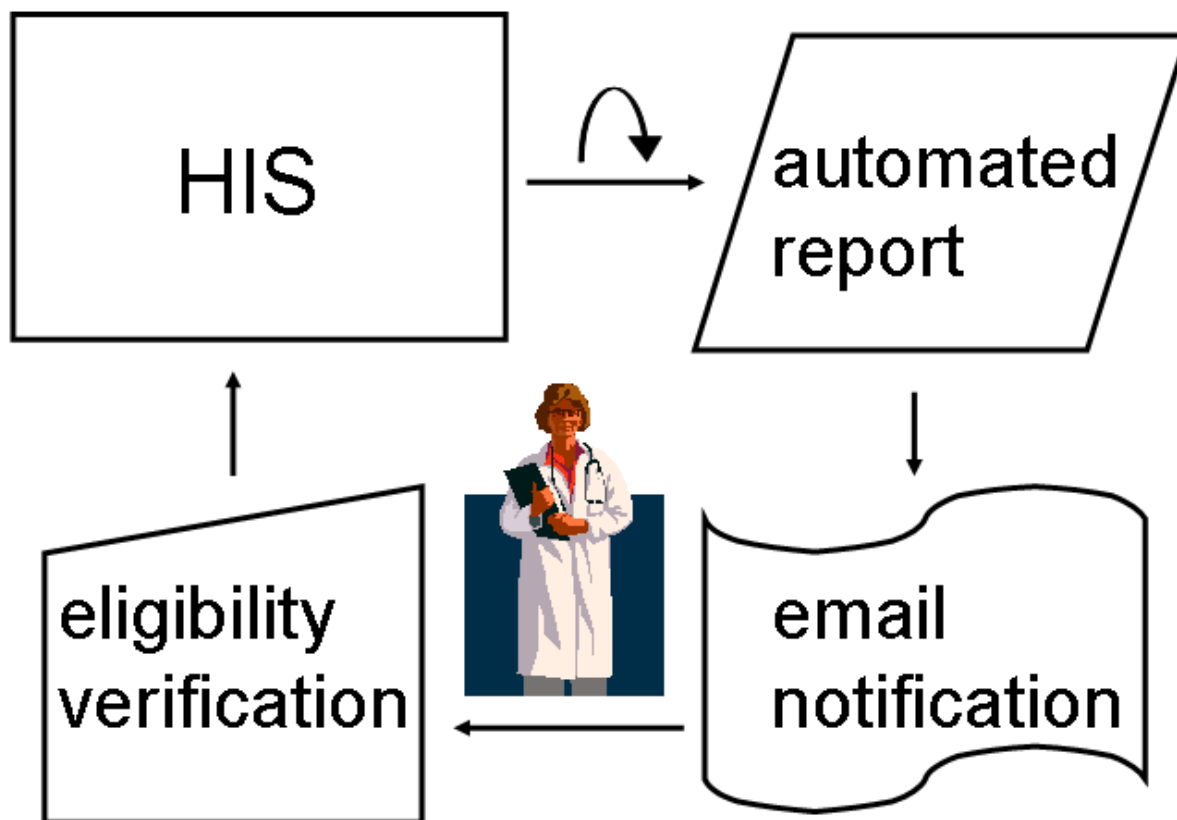 HIS
automated
report
eligibility
verification
email
notification